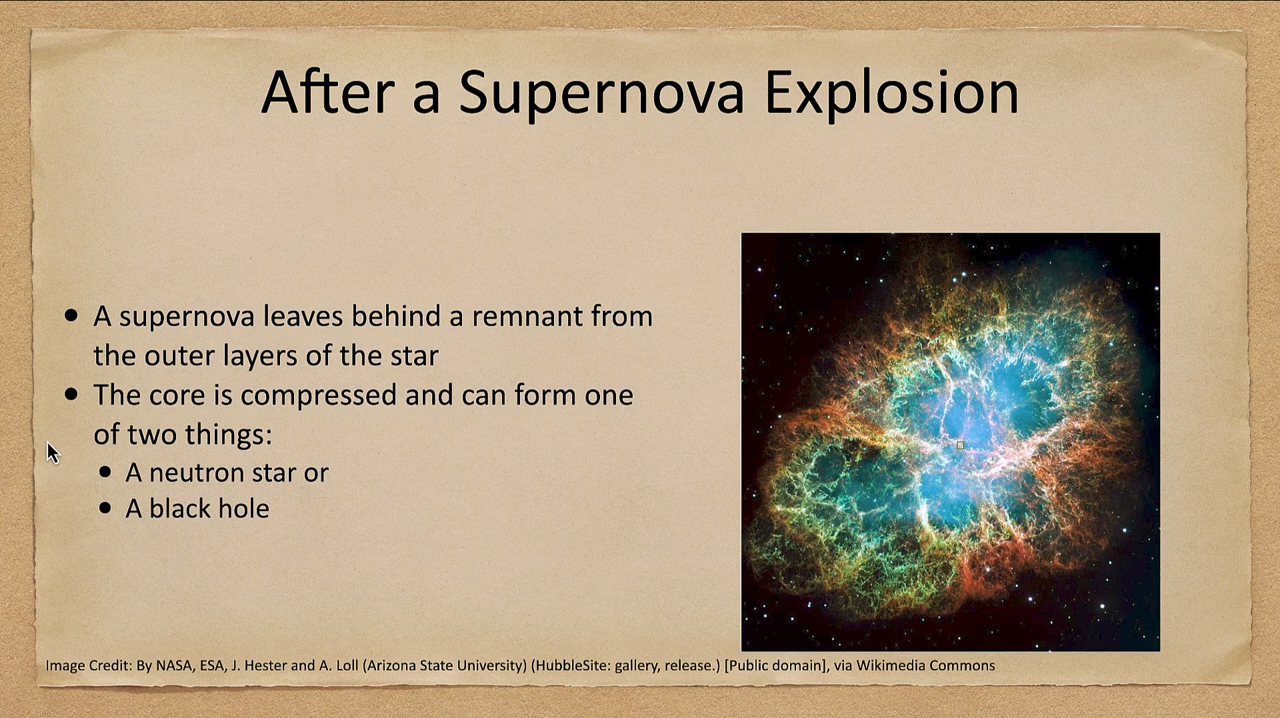 After a Supernova Explosion
• A supernova leaves behind a remnant from
the outer layers of the star
• The core is compressed and can form one
of two things:
• A neutron star or
• A black hole
Image Credit: By NASA, ESA, J. Hester and A. Loll (Arizona State University) (HubbleSite: gallery, release.) [Public domain], via Wikimedia Commons